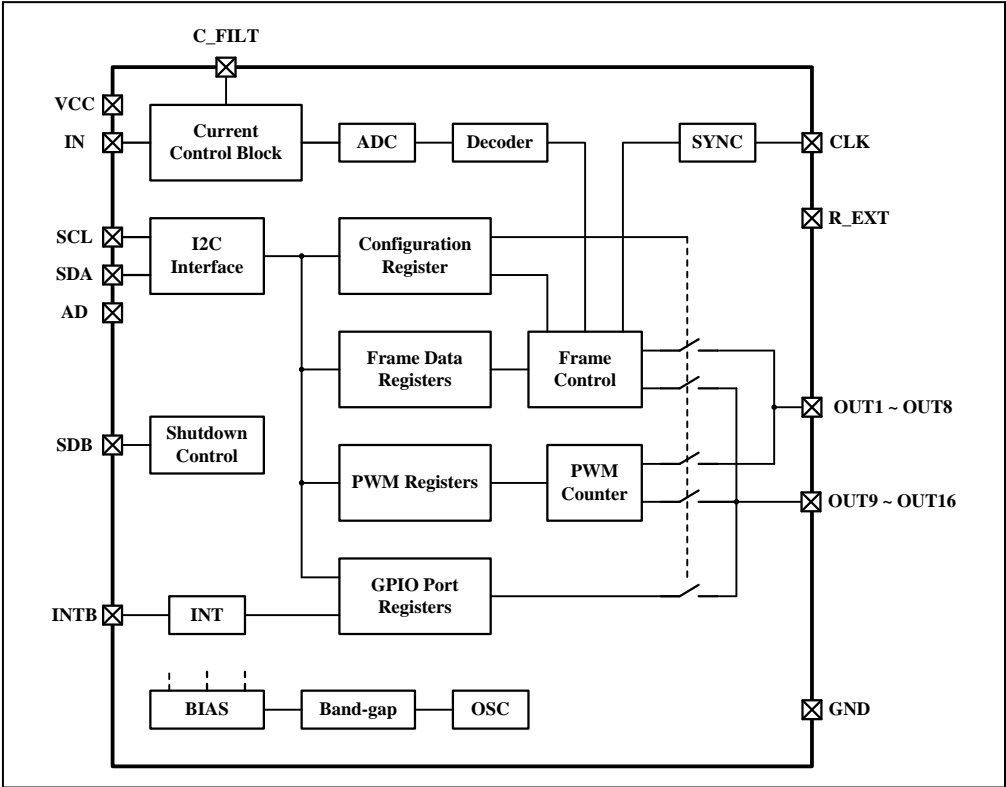 C_FILT
VCC
IN
Current
Control Block
ADC
Decoder
SYNC
CLK
R_EXT
SCL
SDA
AD
I2C
Interface
Configuration
Register
Frame Data
Registers
Frame
Control
OUT1 ~ OUT8
SDB
Shutdown
Control
PWM Registers
PWM
Counter
OUT9 ~ OUT16
GPIO Port
Registers
INTB
INT
BIAS
Band-gap
OSC
GND